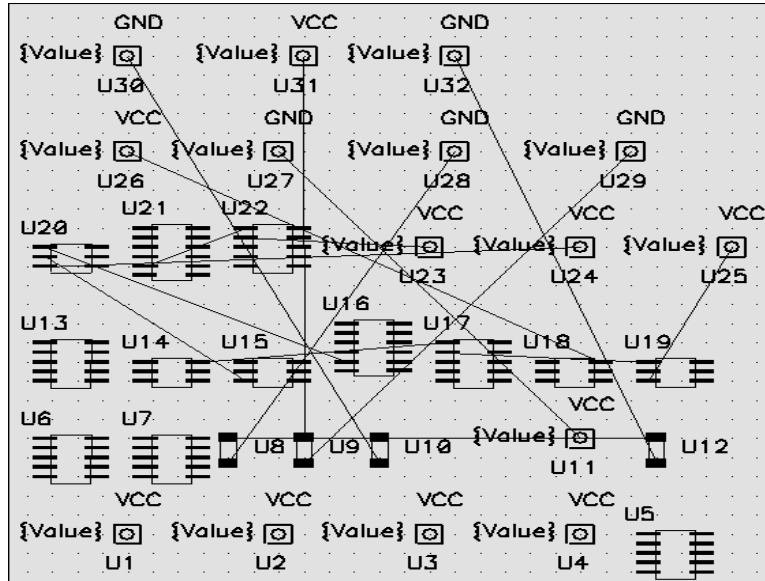 GND VCC GND
{Value} {Value} {Value}
U30 U31 U32
VCC GND GND GND
{Value} {Value} {Value} {Value}
U26 U27 U28 U29
U20 U21 U22 VCC VCC VCC
{Value} {Value} {Value}
U23 U24 U25
U16
U13 U14 U15 U17 U18 U19
VCC
U6 U7 U8 U9 U10 {Value} U12
U11
VCC VCC VCC VCC U5
{Value} {Value} {Value} {Value}
U1 U2 U3 U4